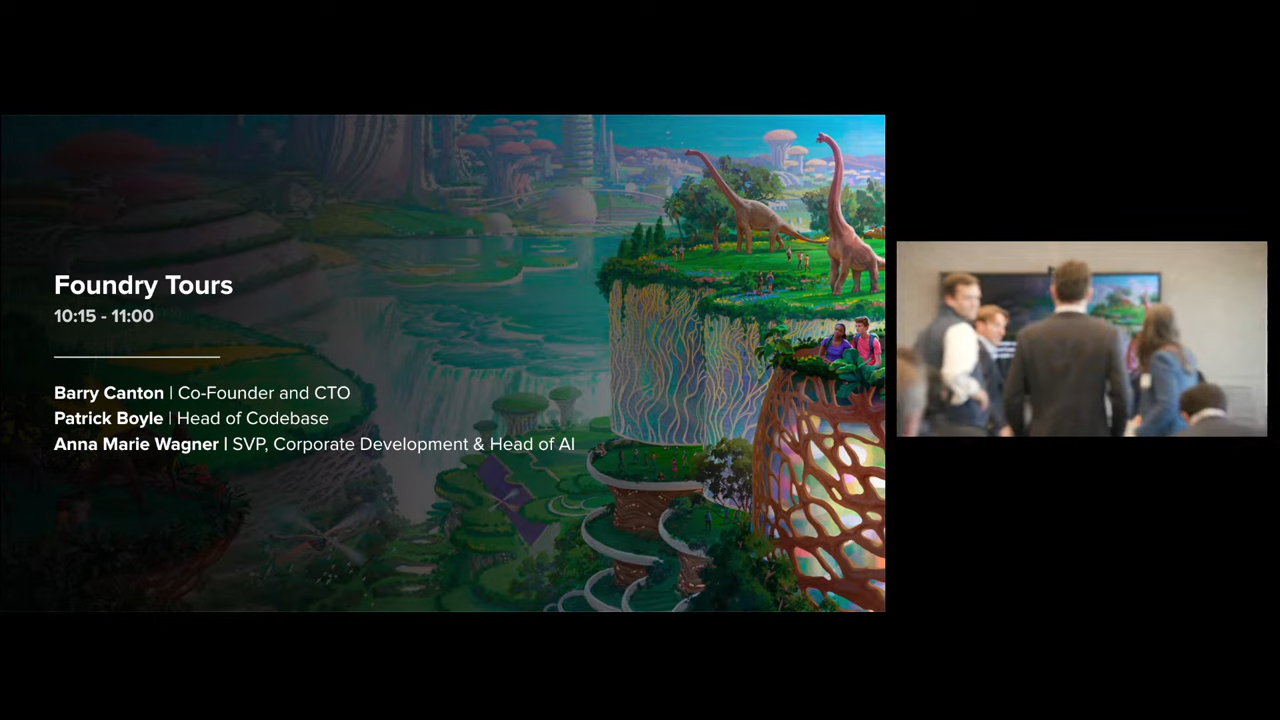 Foundry Tours
10:15 - 11:00
Barry Canton | Co-Founder and CTO
Patrick Boyle | Head of Codebase
Anna Marie Wagner | SVP, Corporate Development & Head of AI